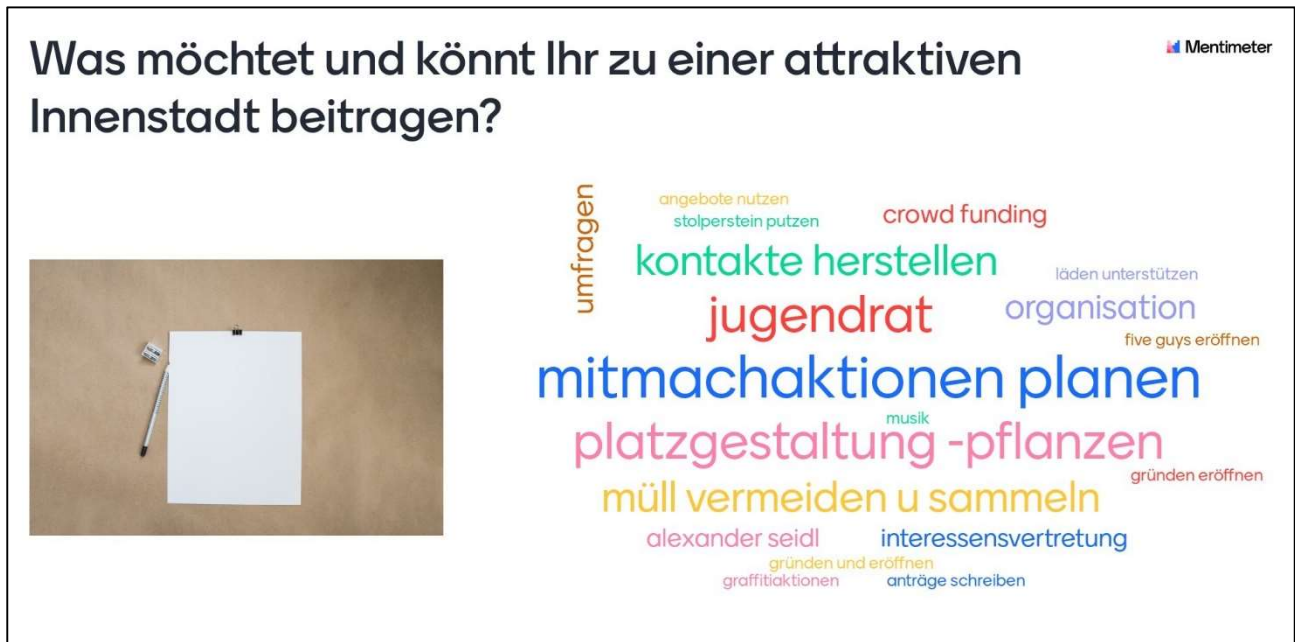 Was möchtet und könnt Ihr zu einer attraktiven
Innenstadt beitragen?
Mentimeter
umfragen
angebote nutzen
stolperstein putzen
crowd funding
kontakte herstellen
läden unterstützen
jugendrat
organisation
five guys eröffnen
mitmachaktionen planen
musik
platzgestaltung -pflanzen
gründen eröffnen
müll vermeiden u sammeln
alexander seidl
interessensvertretung
gründen und eröffnen
graffitiaktionen
anträge schreiben